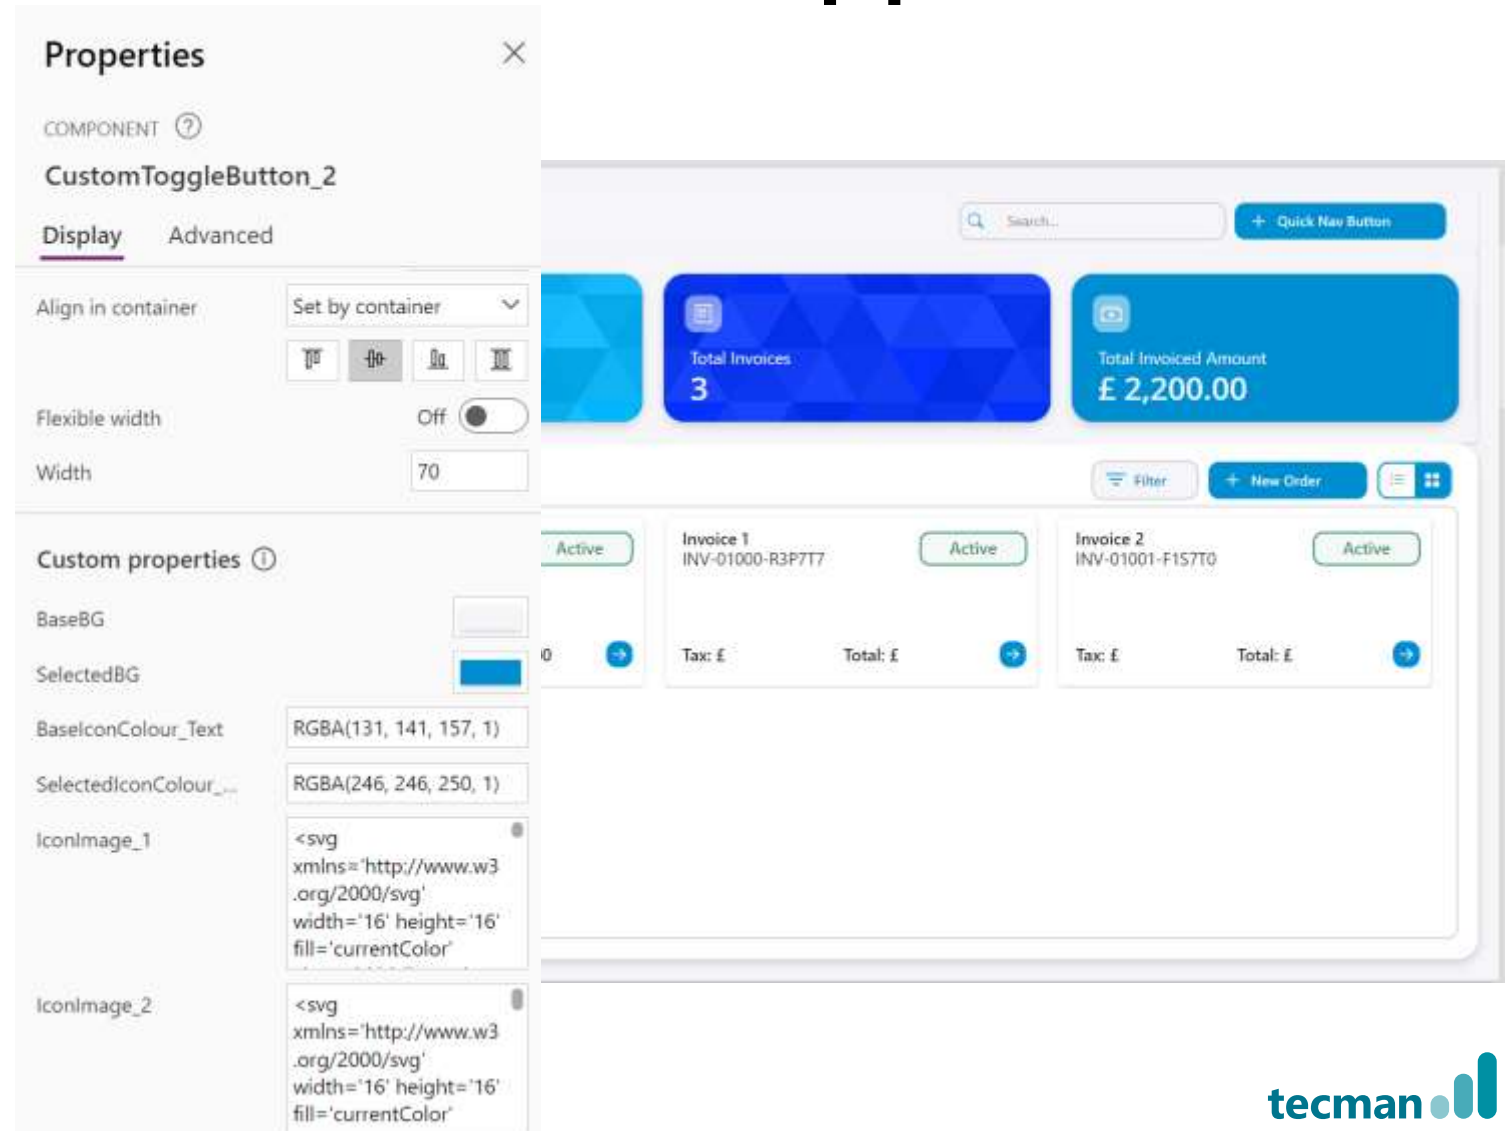 Properties
COMPONENT
CustomToggleButton_2
Display Advanced
Align in container Set by container
Flexible width Off
Width 70
Custom properties
BaseBG
SelectedBG
BaseIconColour_Text RGBA(131, 141, 157, 1)
SelectedIconColour_... RGBA(246, 246, 250, 1)
IconImage_1 <svg
xmlns='http://www.w3
.org/2000/svg'
width='16' height='16'
fill='currentColor'
IconImage_2 <svg
xmlns='http://www.w3
.org/2000/svg'
width='16' height='16'
fill='currentColor'
Search...
+ Quick Nav Button
Total Invoices
3
Total Invoiced Amount
£ 2,200.00
Filter
+ New Order
Active
Invoice 1
INV-01000-R3P7T7
Active
Invoice 2
INV-01001-F1S7T0
Active
Tax: £ Total: £
Tax: £ Total: £
tecman